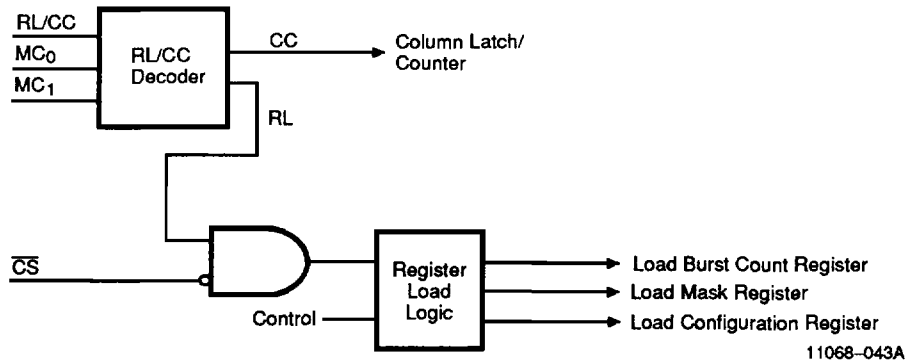 RL/CC
MC0
MC1
RL/CC
Decoder
CC
Column Latch/
Counter
RL
CS
Register
Load
Logic
Control
Load Burst Count Register
Load Mask Register
Load Configuration Register
11068–043A